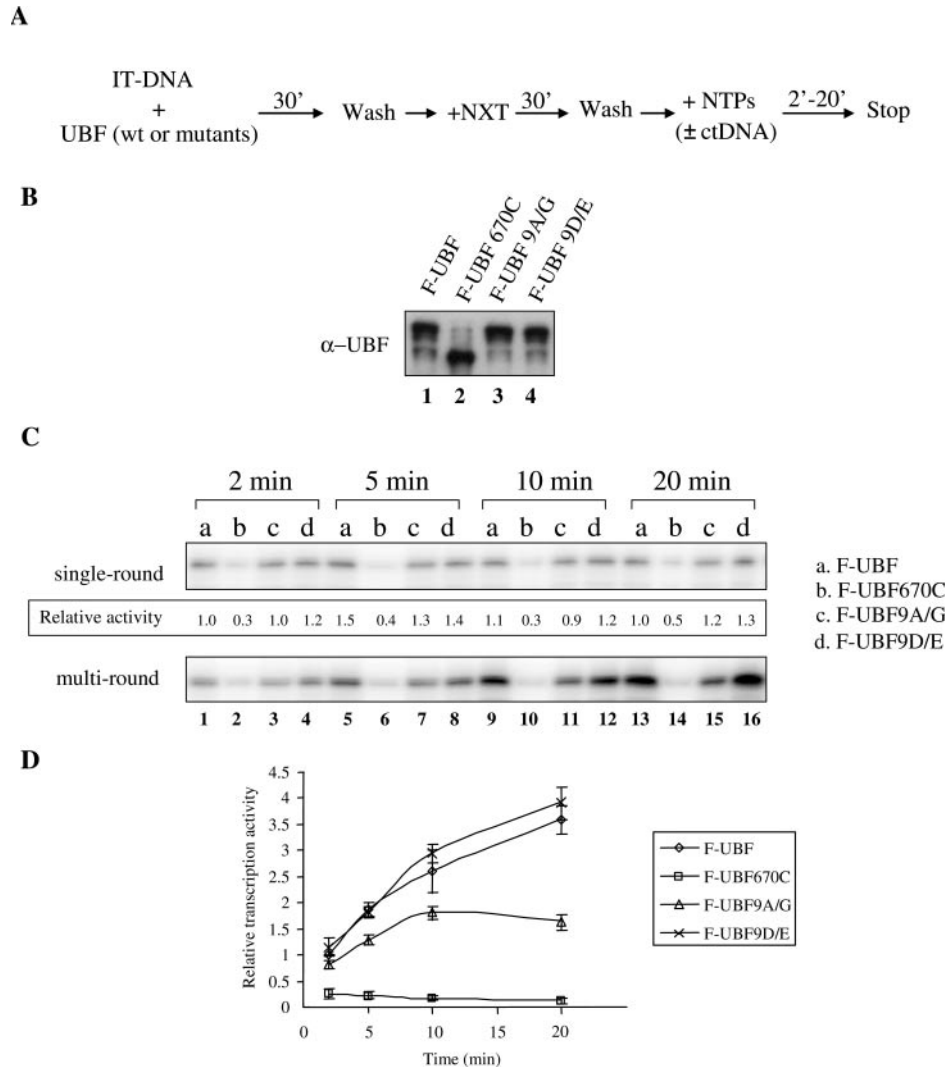 A
IT-DNA
+
UBF (wt or mutants)
30’
Wash
+NXT
30’
Wash
+ NTPs
(± ctDNA)
2’-20’
Stop
B
F-UBF
F-UBF 670C
F-UBF 9A/G
F-UBF 9D/E
α–UBF
1 2 3 4
C
2 min 5 min 10 min 20 min
a b c d a b c d a b c d a b c d
single-round
Relative activity 1.0 0.3 1.0 1.2 1.5 0.4 1.3 1.4 1.1 0.3 0.9 1.2 1.0 0.5 1.2 1.3
multi-round
1 2 3 4 5 6 7 8 9 10 11 12 13 14 15 16
a. F-UBF
b. F-UBF670C
c. F-UBF9A/G
d. F-UBF9D/E
D
Relative transcription activity
4.5
4
3.5
3
2.5
2
1.5
1
0.5
0
0 5 10 15 20
Time (min)
F-UBF
F-UBF670C
F-UBF9A/G
F-UBF9D/E